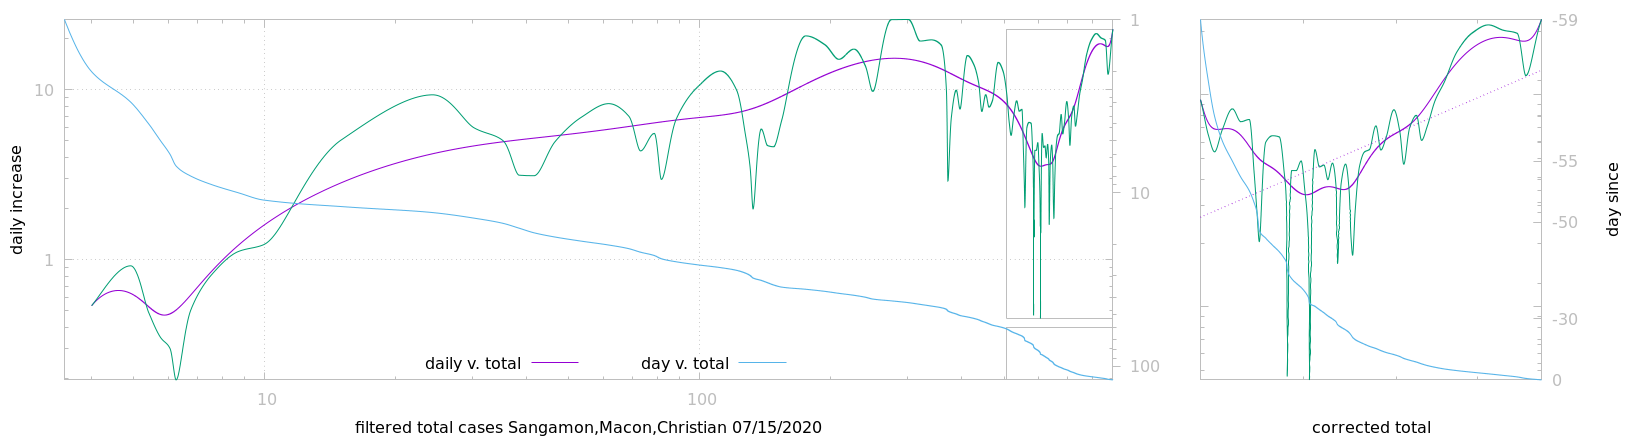 1
-59
10
daily increase
-55
10
-50
day since
1
-30
daily v. total
day v. total
100
0
10
100
filtered total cases Sangamon,Macon,Christian 07/15/2020
corrected total